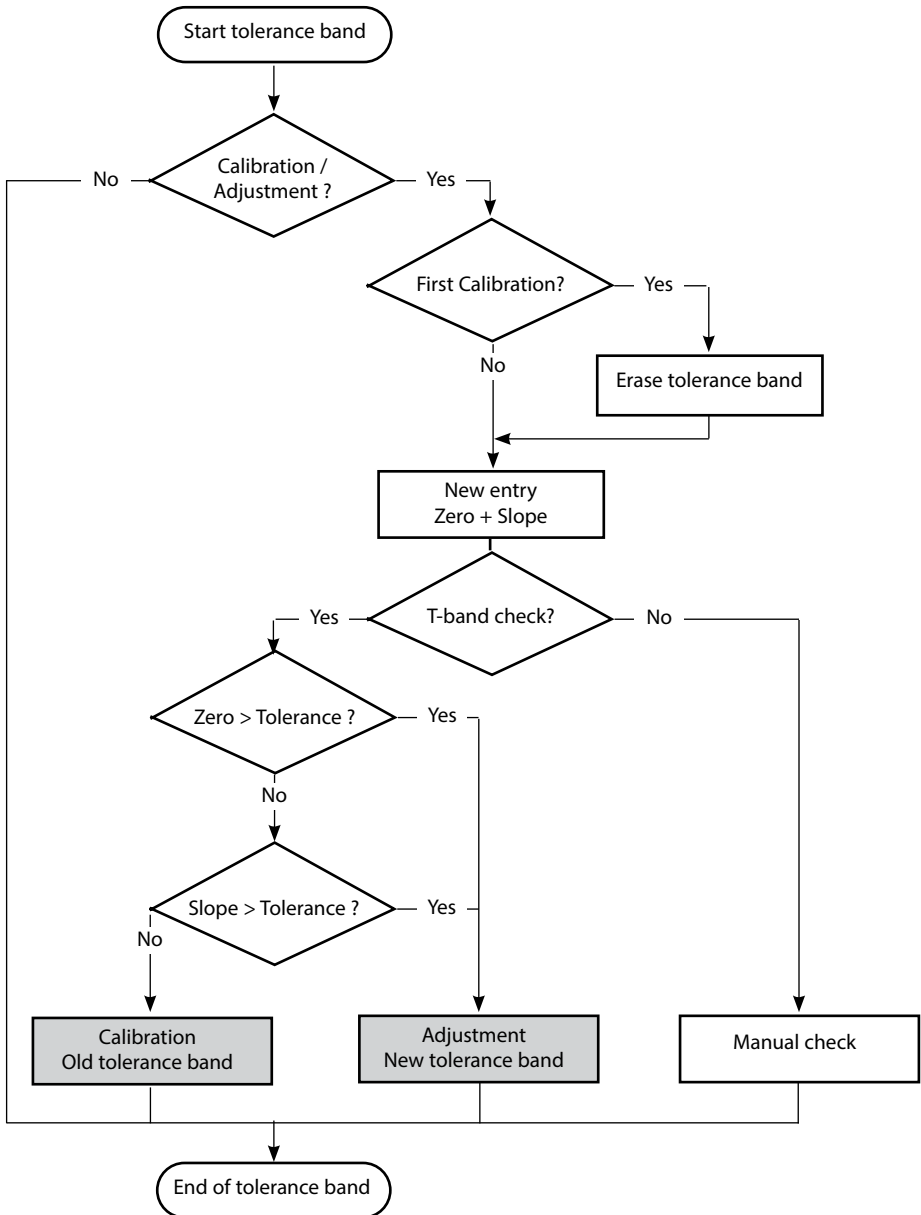 Start tolerance band
Calibration /
Adjustment ?
No
Yes
First Calibration?
Yes
No
Erase tolerance band
New entry
Zero + Slope
T-band check?
Yes
No
Zero > Tolerance ?
Yes
No
Slope > Tolerance ?
Yes
No
Calibration
Old tolerance band
Adjustment
New tolerance band
Manual check
End of tolerance band